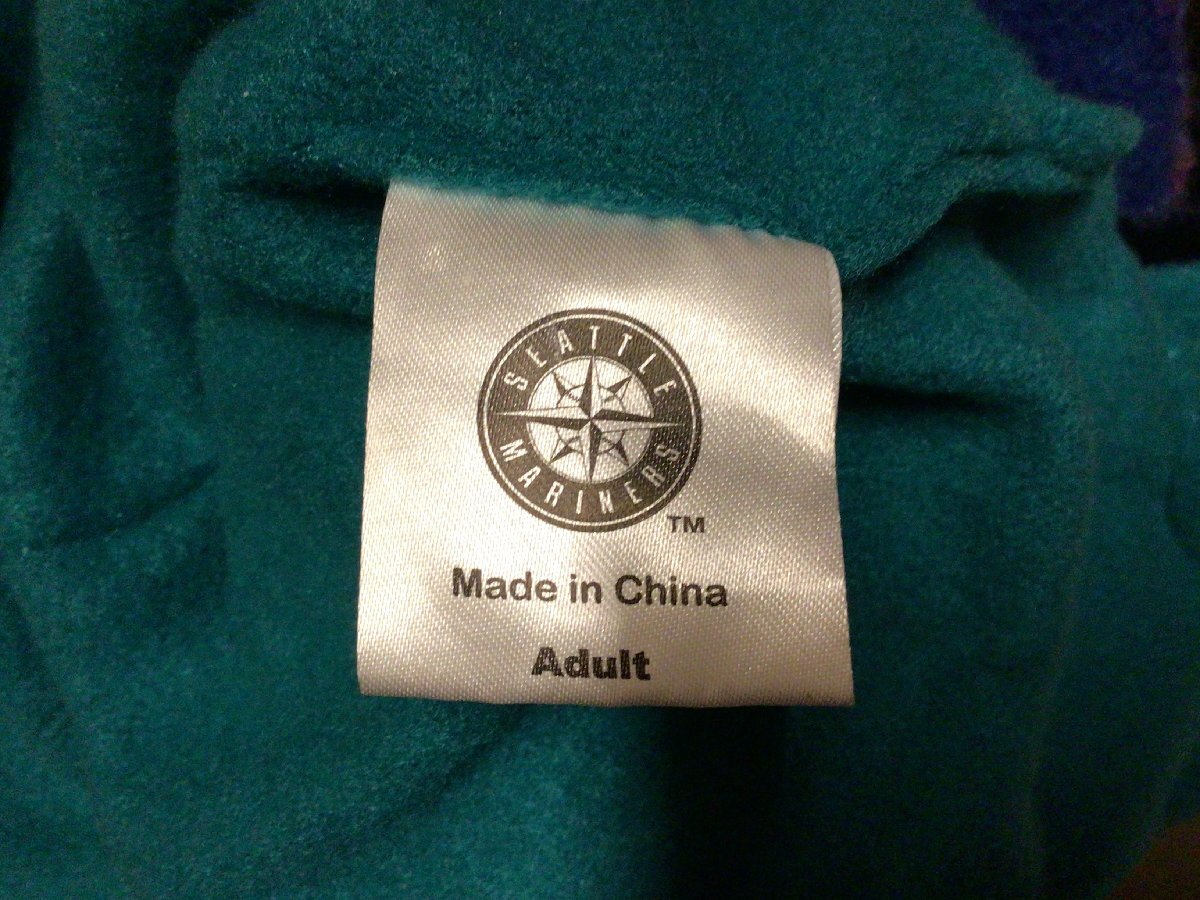 SEATTLE
MARINERS
TM
Made in China
Adult